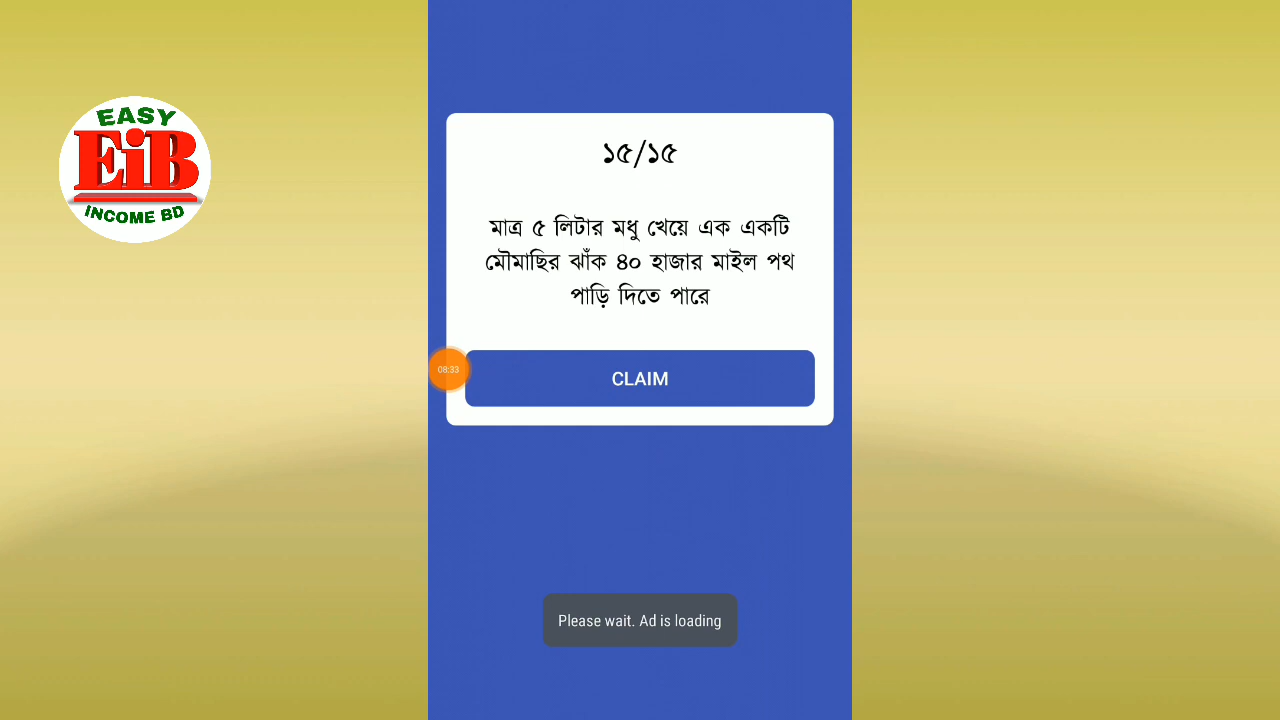 EASY
EiB
INCOME BD
১৫/১৫
মাত্র ৫ লিটার মধু খেয়ে এক একটি
মৌমাছির ঝাঁক ৪০ হাজার মাইল পথ
পাড়ি দিতে পারে
08:33
CLAIM
Please wait. Ad is loading